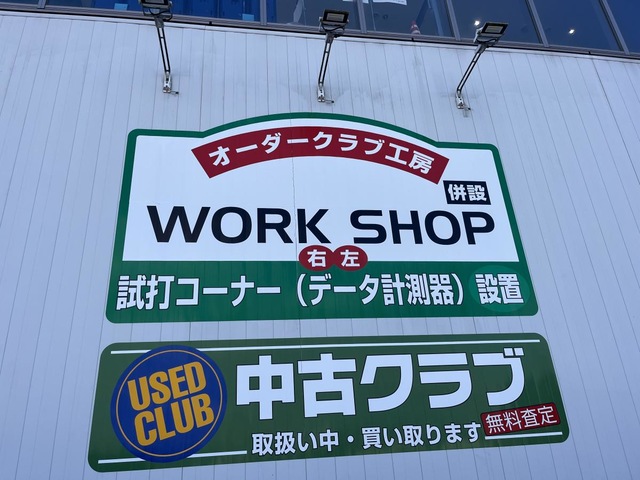 オーダークラブ工房
併設
WORK SHOP
右 左
試打コーナー（データ計測器）設置
USED
CLUB
中古クラブ
取扱い中・買い取ります
無料査定